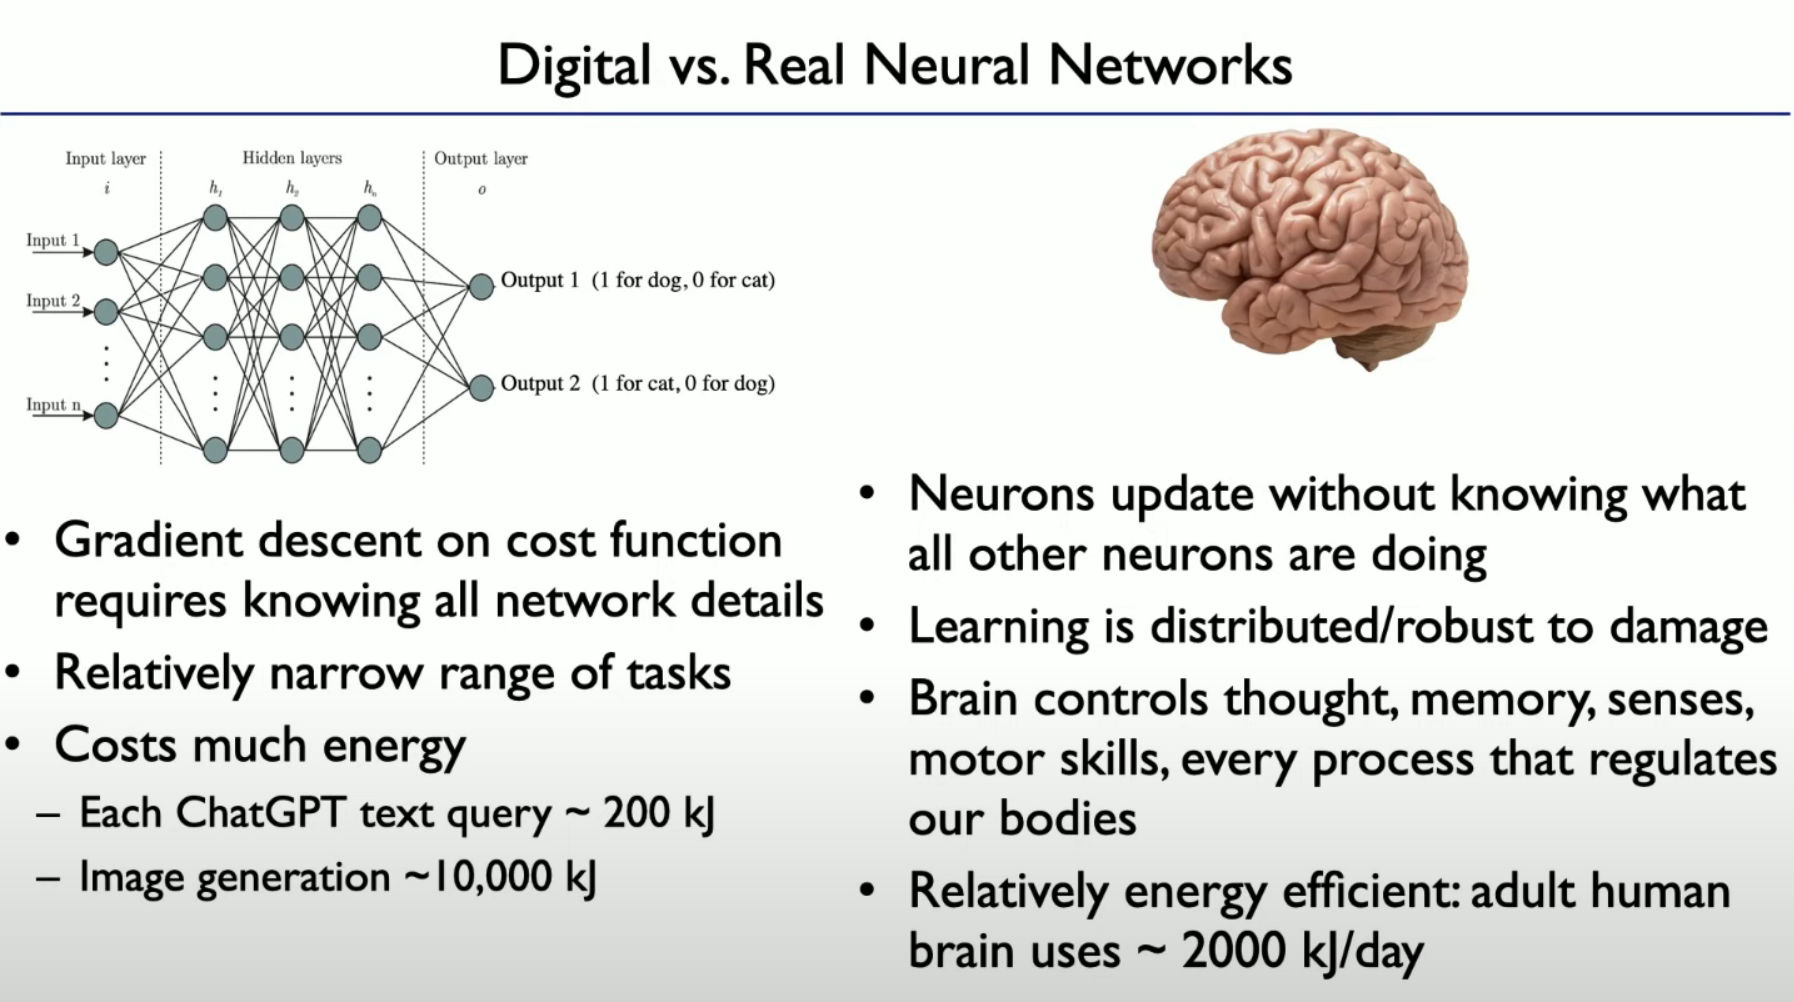 Digital vs. Real Neural Networks
Input layer
Hidden layers
Output layer
i
h₁
h₂
hₙ
o
Input 1
Input 2
Input n
Output 1 (1 for dog, 0 for cat)
Output 2 (1 for cat, 0 for dog)
• Gradient descent on cost function
requires knowing all network details
• Relatively narrow range of tasks
• Costs much energy
– Each ChatGPT text query ~ 200 kJ
– Image generation ~10,000 kJ
• Neurons update without knowing what
all other neurons are doing
• Learning is distributed/robust to damage
• Brain controls thought, memory, senses,
motor skills, every process that regulates
our bodies
• Relatively energy efficient: adult human
brain uses ~ 2000 kJ/day